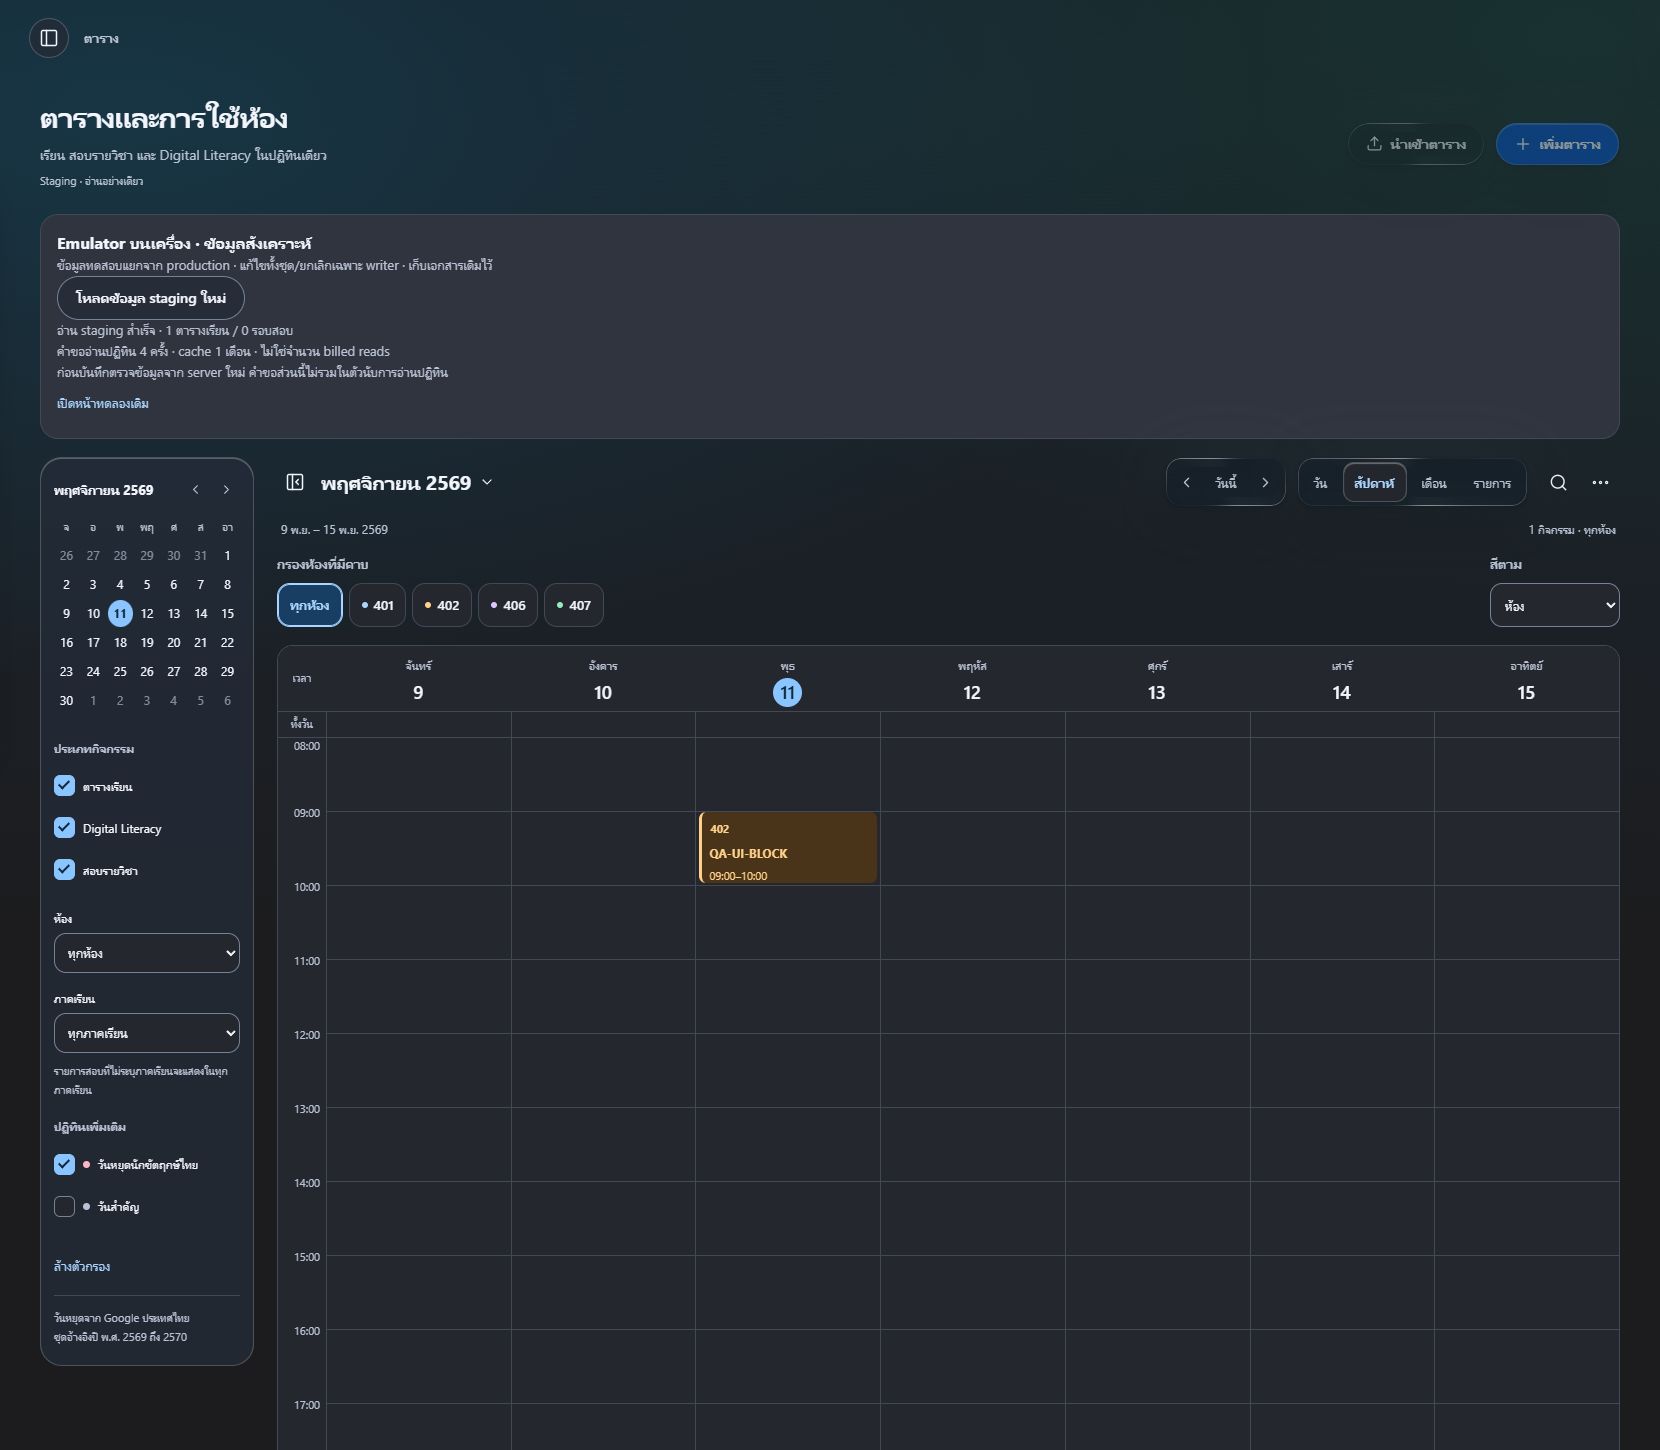 ตาราง
ตารางและการใช้ห้อง
เรียน สอบรายวิชา และ Digital Literacy ในปฏิทินเดียว
Staging · อ่านอย่างเดียว
นำเข้าตาราง
เพิ่มตาราง
Emulator บนเครื่อง · ข้อมูลสังเคราะห์
ข้อมูลทดสอบแยกจาก production · แก้ไขทั้งชุด/ยกเลิกเฉพาะ writer · เก็บเอกสารเดิมไว้
โหลดข้อมูล staging ใหม่
อ่าน staging สำเร็จ · 1 ตารางเรียน / 0 รอบสอบ
คำขออ่านปฏิทิน 4 ครั้ง · cache 1 เดือน · ไม่ใช่จำนวน billed reads
ก่อนบันทึกตรวจข้อมูลจาก server ใหม่ คำขอส่วนนี้ไม่รวมในตัวนับการอ่านปฏิทิน
เปิดหน้าทดลองเดิม
พฤศจิกายน 2569
จ อ พ พฤ ศ ส อา
26 27 28 29 30 31 1
2 3 4 5 6 7 8
9 10 11 12 13 14 15
16 17 18 19 20 21 22
23 24 25 26 27 28 29
30 1 2 3 4 5 6
ประเภทกิจกรรม
ตารางเรียน
Digital Literacy
สอบรายวิชา
ห้อง
ทุกห้อง
ภาคเรียน
ทุกภาคเรียน
รายการสอบที่ไม่ระบุภาคเรียนจะแสดงในทุก
ภาคเรียน
ปฏิทินเพิ่มเติม
วันหยุดนักขัตฤกษ์ไทย
วันสำคัญ
ล้างตัวกรอง
วันหยุดจาก Google ประเทศไทย
ชุดอ้างอิงปี พ.ศ. 2569 ถึง 2570
พฤศจิกายน 2569
วันนี้
วัน สัปดาห์ เดือน รายการ
9 พ.ย. – 15 พ.ย. 2569
1 กิจกรรม · ทุกห้อง
กรองห้องที่มีคาบ
ทุกห้อง 401 402 406 407
สีตาม
ห้อง
เวลา
จันทร์ อังคาร พุธ พฤหัส ศุกร์ เสาร์ อาทิตย์
9 10 11 12 13 14 15
ทั้งวัน
08:00
09:00
402
QA-UI-BLOCK
09:00–10:00
10:00
11:00
12:00
13:00
14:00
15:00
16:00
17:00